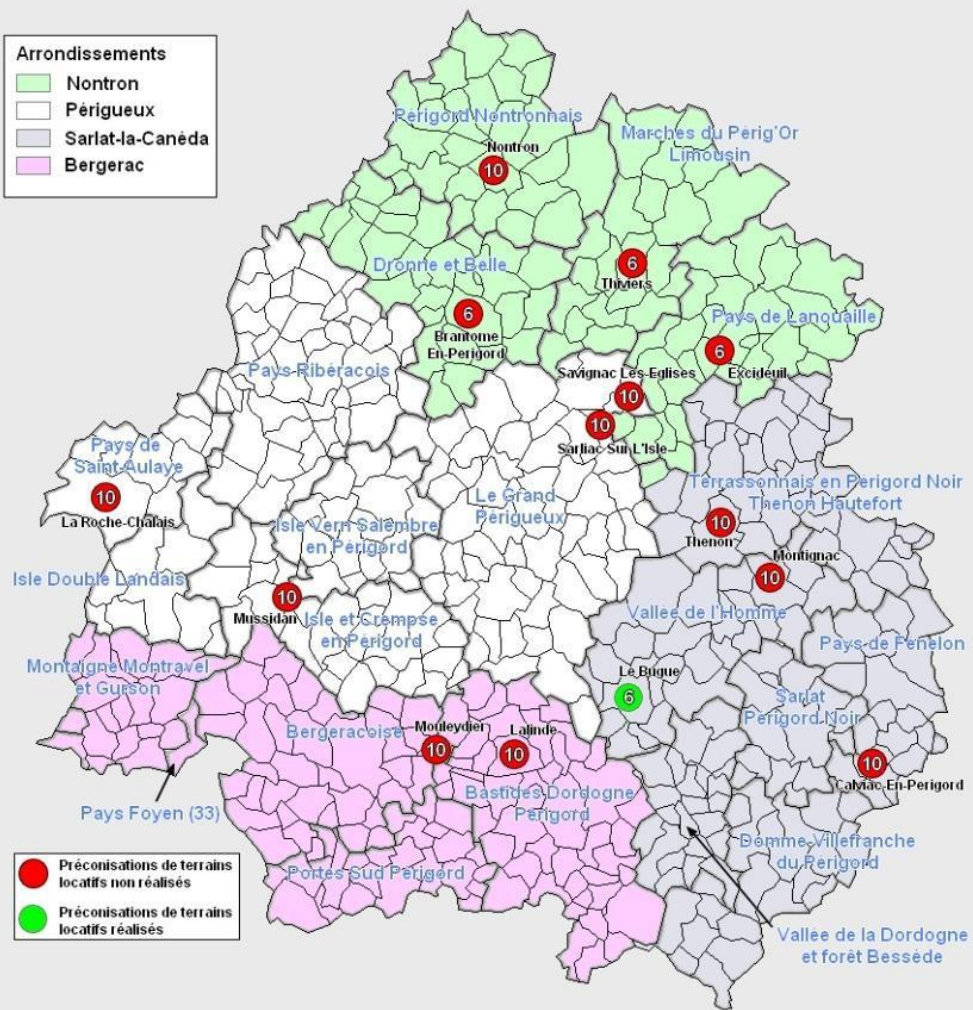 Arrondissements
Nontron
Périgueux
Sarlat-la-Canéda
Bergerac
Périgord Nontronnais
Marches du Périg'Or
Limousin
Nontron
10
Dronne et Belle
6
Thiviers
6
Brantome
En-Perigord
Pays de Lanouaille
6
Excideuil
Pays Ribéracois
Savignac Les-Eglises
10
10
Sarliac-Sur-L'Isle
Pays de
Saint-Aulaye
10
La Roche-Chalais
Le Grand
Périgueux
Terrassonnais en Périgord Noir
Thenon Hautefort
10
Thenon
Isle Vern Salembre
en Périgord
Montignac
10
Isle Double Landais
10
Mussidan
Isle et Crempse
en Périgord
Vallée de l'Homme
Pays de Fenelon
Montaigne Montravel
et Gurson
Le Bugue
6
Sarlat
Périgord Noir
Bergeracoise
Mouleydier
10
Lalinde
10
10
Calviac-En-Perigord
Pays Foyen (33)
Bastides Dordogne
Périgord
Domme-Villefranche
du Périgord
Portes Sud Périgord
Préconisations de terrains
locatifs non réalisés
Préconisations de terrains
locatifs réalisés
Vallée de la Dordogne
et forêt Bessède